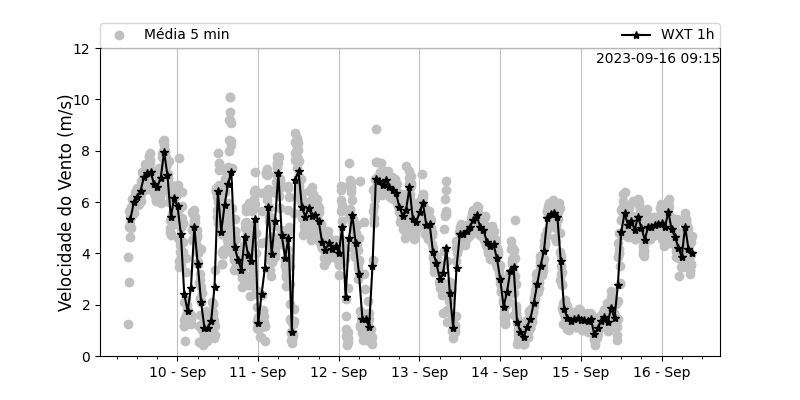 Média 5 min
WXT 1h
2023-09-16 09:15
Velocidade do Vento (m/s)
12
10
8
6
4
2
0
10 - Sep
11 - Sep
12 - Sep
13 - Sep
14 - Sep
15 - Sep
16 - Sep